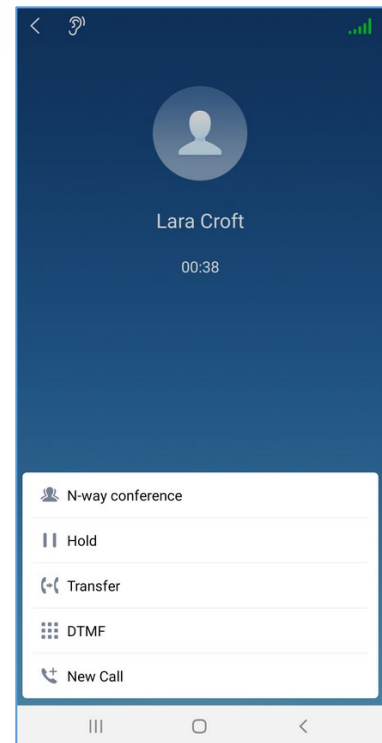 Lara Croft
00:38
N-way conference
Hold
Transfer
DTMF
New Call